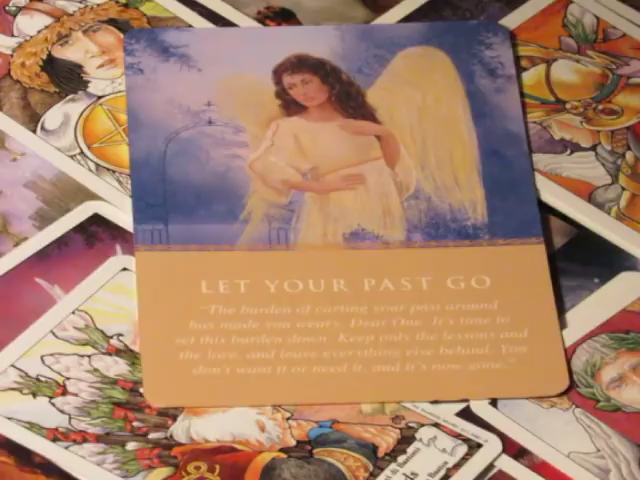 LET YOUR PAST GO
"The burden of carting your past around
has made you weary, Dear One. It's time to
set this burden down. Keep only the lessons and
the love, and leave everything else behind. You
don't want it or need it, and it's now gone."